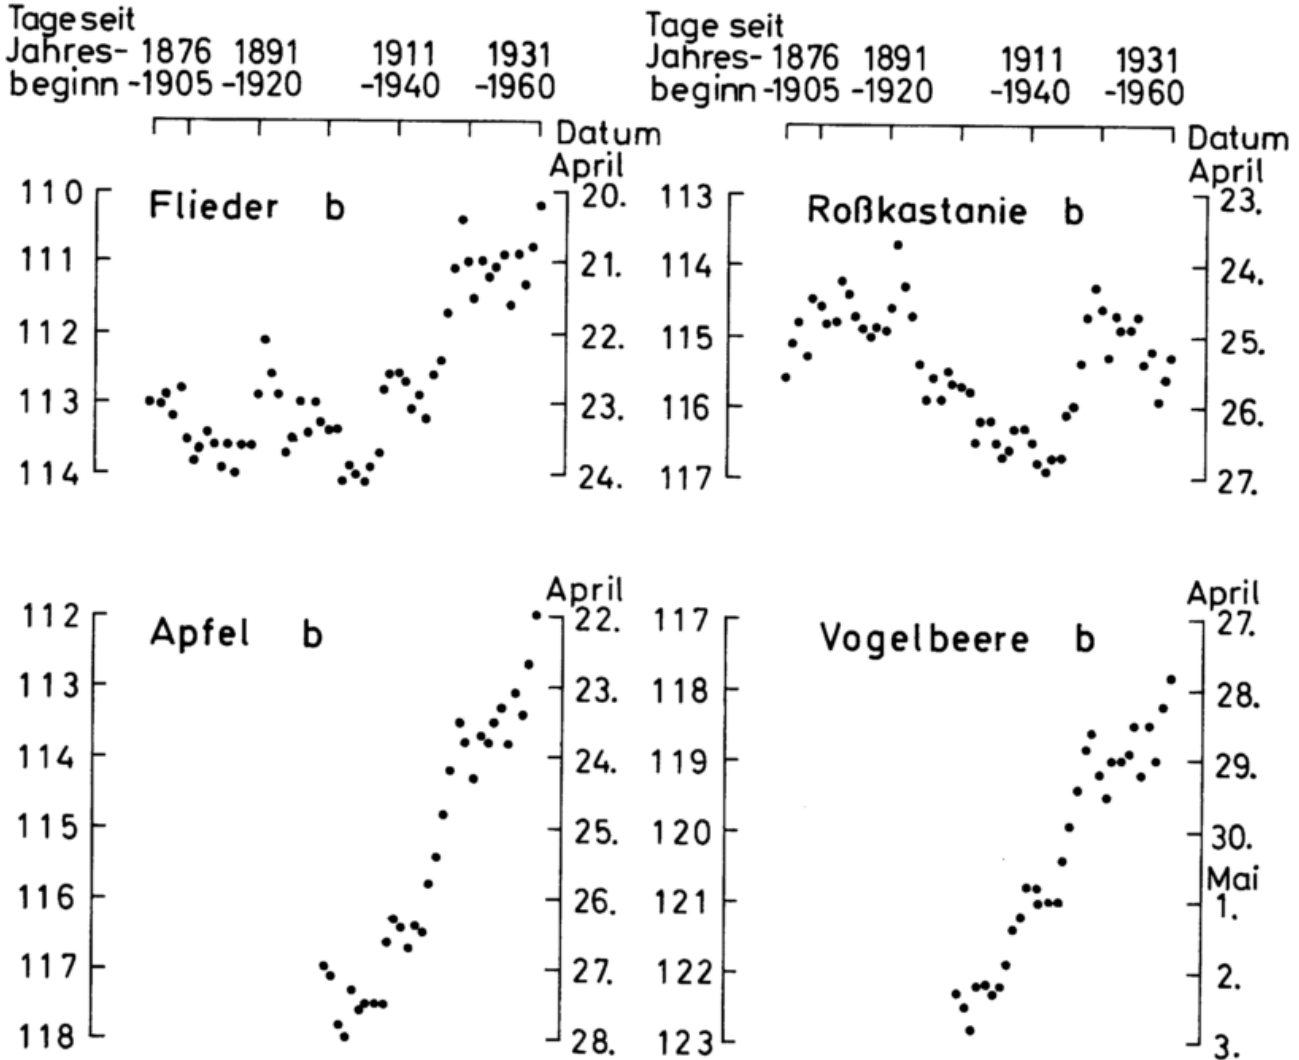 Tage seit
Jahres- 1876 1891 1911 1931
beginn -1905 -1920 -1940 -1960
Datum
April
Flieder b
110
111
112
113
114
20.
21.
22.
23.
24.
Tage seit
Jahres- 1876 1891 1911 1931
beginn -1905 -1920 -1940 -1960
Datum
April
Roßkastanie b
113
114
115
116
117
23.
24.
25.
26.
27.
April
Apfel b
112
113
114
115
116
117
118
22.
23.
24.
25.
26.
27.
28.
April
Vogelbeere b
117
118
119
120
121
122
123
27.
28.
29.
30.
Mai
1.
2.
3.